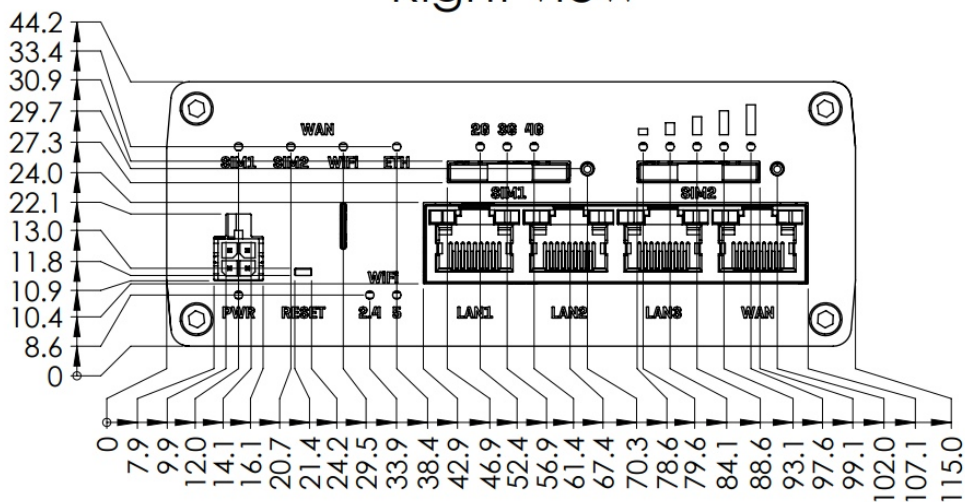 Right view
44.2
33.4
30.9
29.7
27.3
24.0
22.1
13.0
11.8
10.9
10.4
8.6
0
WAN
SIM1 SIM2 WIFI ETH
2G 3G 4G
SIM1
SIM2
WIFI
PWR RESET 2.4 5
LAN1 LAN2 LAN3 WAN
0 7.9 9.9 12.0 14.1 16.1 20.7 21.4 24.2 29.5 33.9 38.4 42.9 46.9 52.4 56.9 61.4 67.4 70.3 78.6 79.6 84.1 88.6 93.1 97.6 99.1 102.0 107.1 115.0